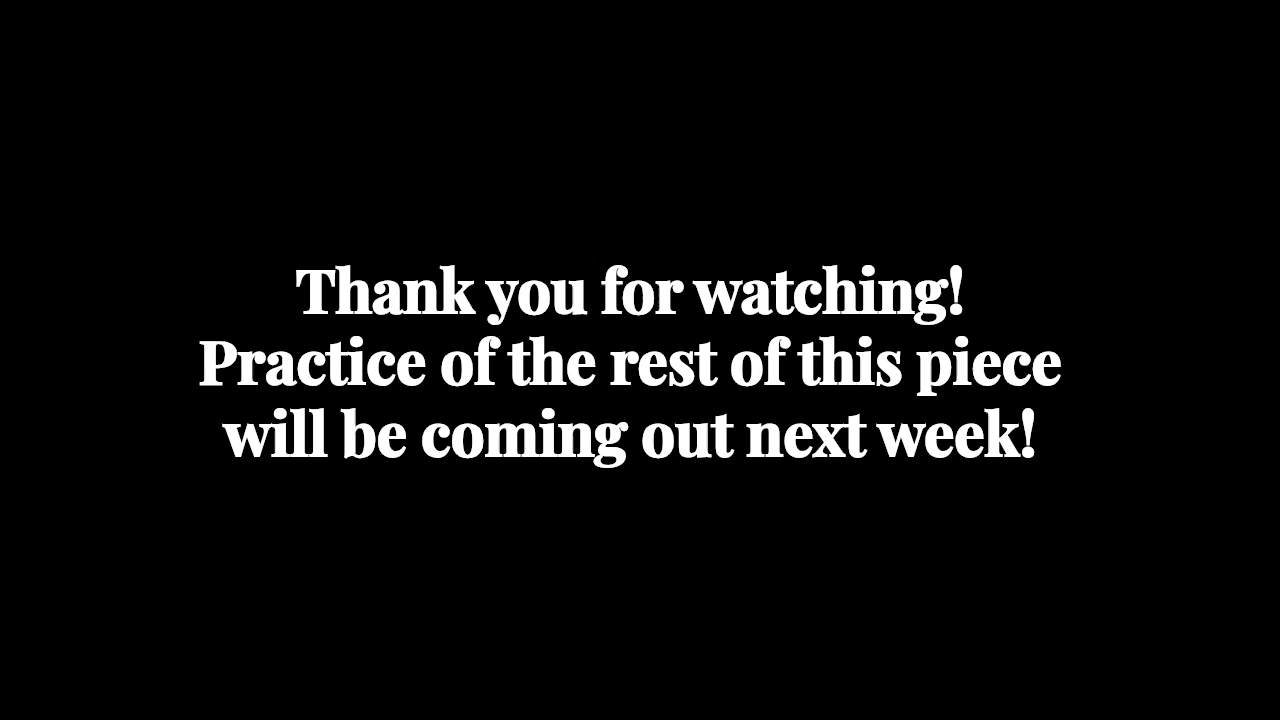 Thank you for watching!
Practice of the rest of this piece
will be coming out next week!